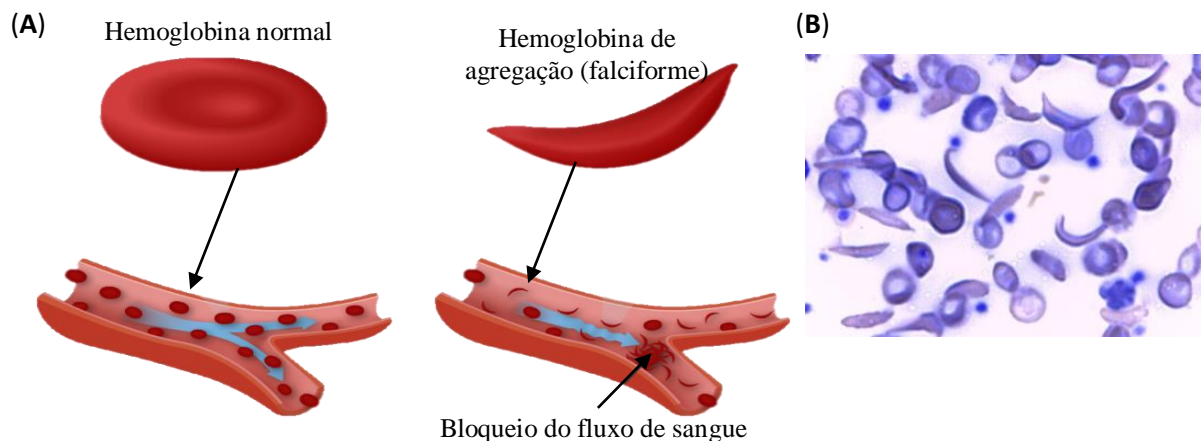 (A)
Hemoglobina normal
Hemoglobina de
agregação (falciforme)
Bloqueio do fluxo de sangue
(B)